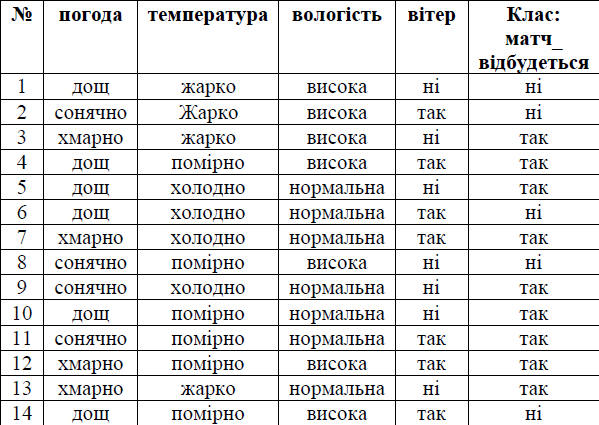 № погода температура вологість вітер Клас: матч_ відбудеться
1 дощ жарко висока ні ні
2 сонячно Жарко висока так ні
3 хмарно жарко висока ні так
4 дощ помірно висока так так
5 дощ холодно нормальна ні так
6 дощ холодно нормальна так ні
7 хмарно холодно нормальна так так
8 сонячно помірно висока ні ні
9 сонячно холодно нормальна ні так
10 дощ помірно нормальна ні так
11 сонячно помірно нормальна так так
12 хмарно помірно висока так так
13 хмарно жарко нормальна ні так
14 дощ помірно висока так ні